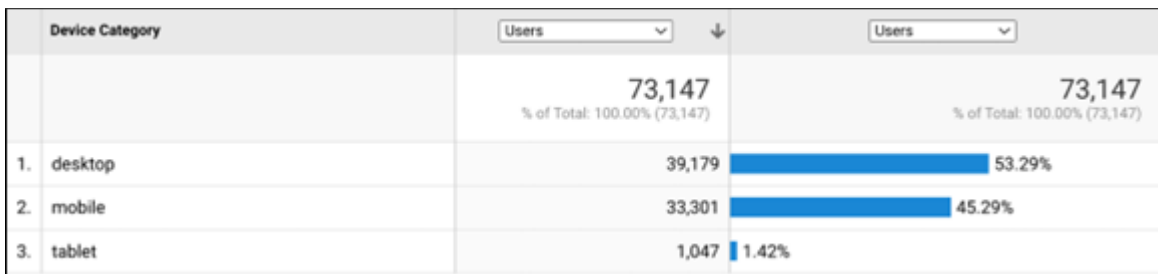 Device Category Users Users
73,147 73,147
% of Total: 100.00% (73,147) % of Total: 100.00% (73,147)
1. desktop 39,179 53.29%
2. mobile 33,301 45.29%
3. tablet 1,047 1.42%